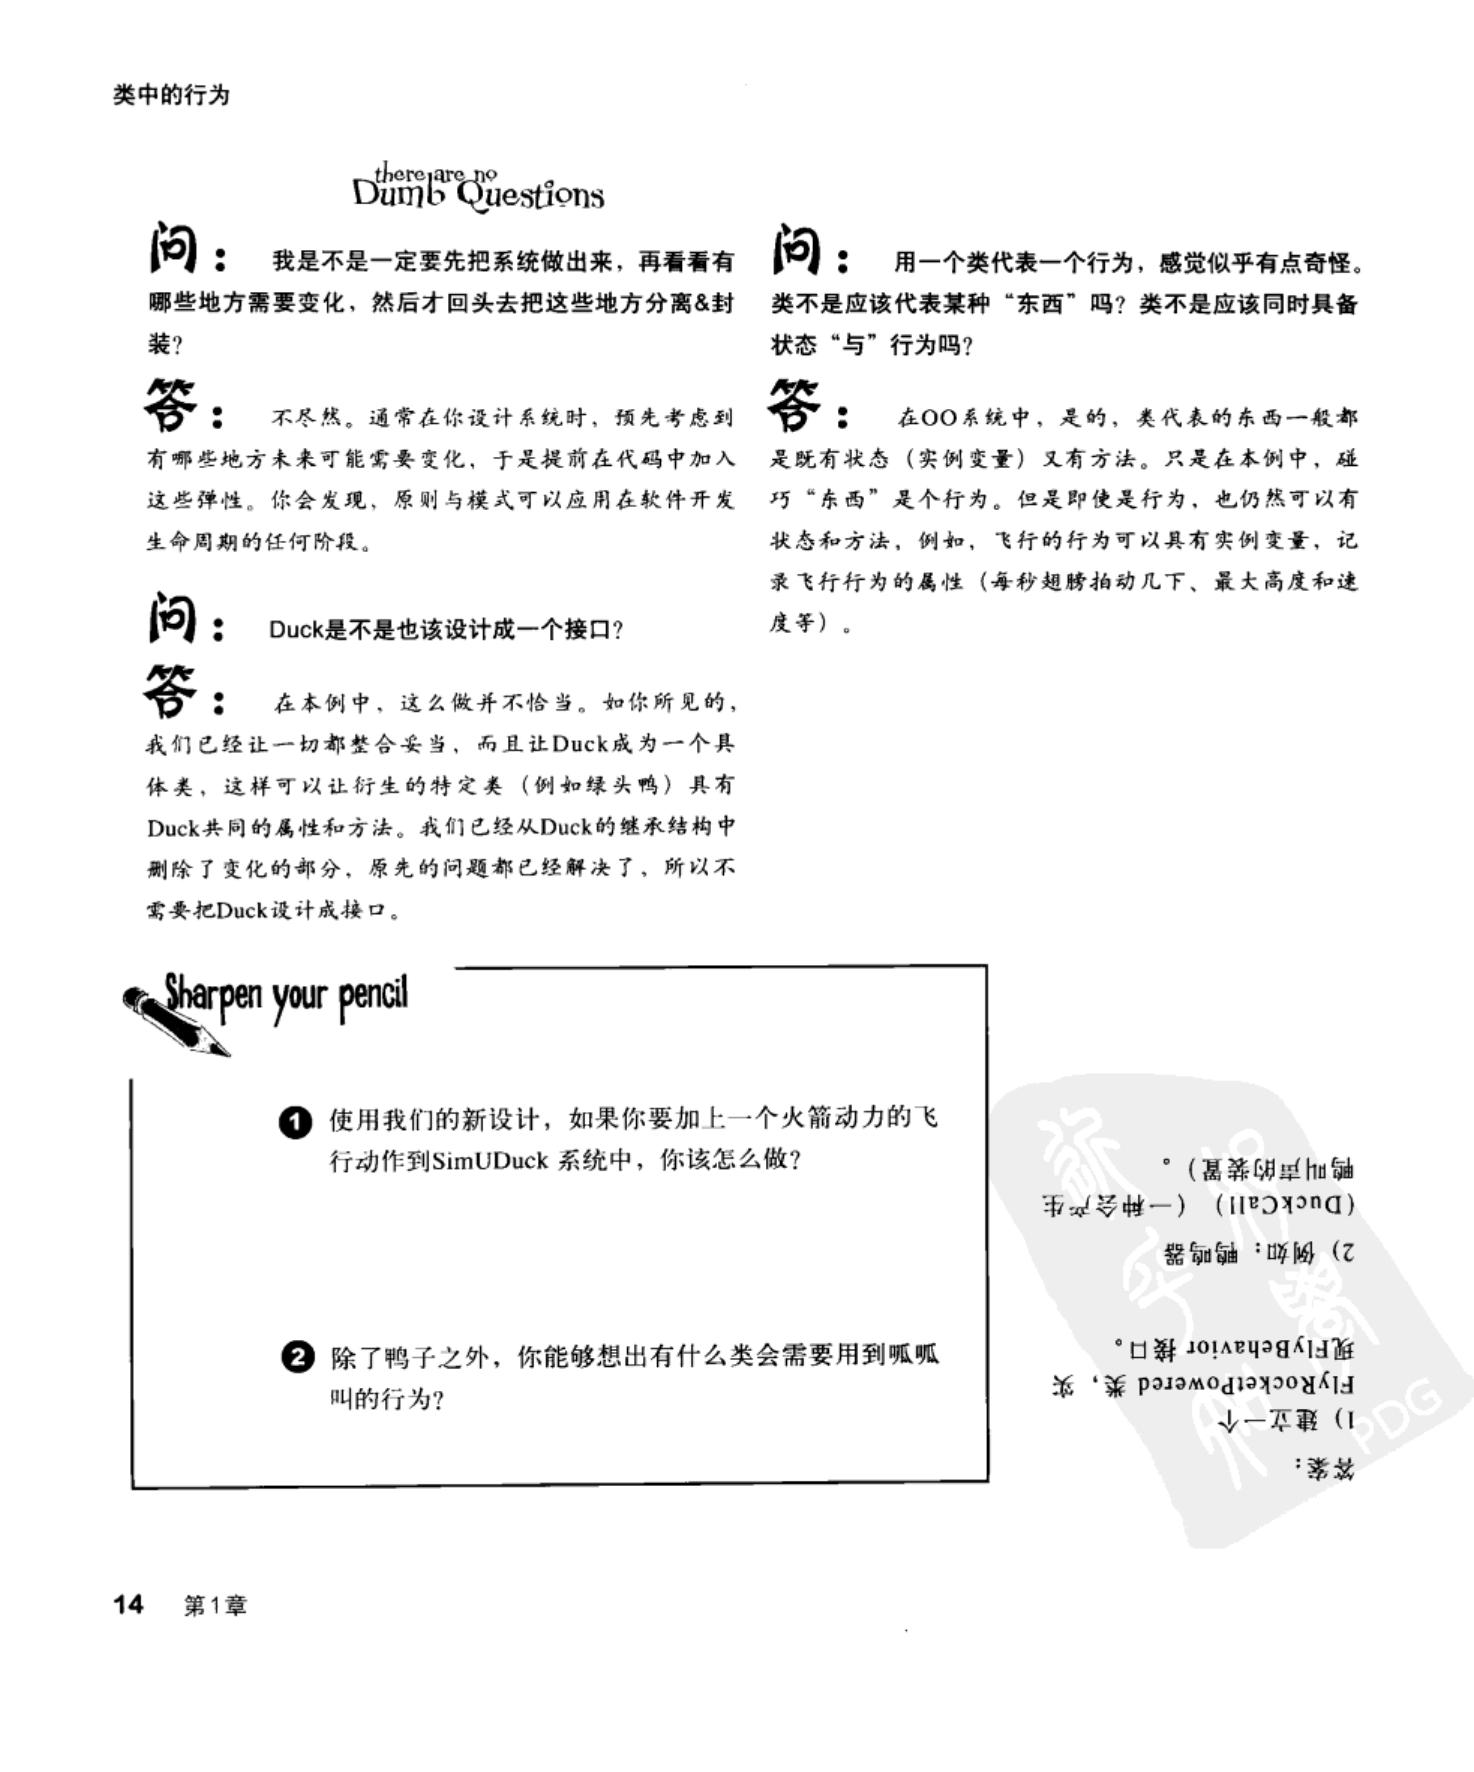 类中的行为
there are no
Dumb Questions
问： 我是不是一定要先把系统做出来，再看看有
哪些地方需要变化，然后才回头去把这些地方分离&封
装？
答： 不尽然。通常在你设计系统时，预先考虑到
有哪些地方未来可能需要变化，于是提前在代码中加入
这些弹性。你会发现，原则与模式可以应用在软件开发
生命周期的任何阶段。
问： Duck是不是也该设计成一个接口？
答： 在本例中，这么做并不恰当。如你所见的，
我们已经让一切都整合妥当，而且让Duck成为一个具
体类，这样可以让衍生的特定类（例如绿头鸭）具有
Duck共同的属性和方法。我们已经从Duck的继承结构中
删除了变化的部分，原先的问题都已经解决了，所以不
需要把Duck设计成接口。
问： 用一个类代表一个行为，感觉似乎有点奇怪。
类不是应该代表某种“东西”吗？类不是应该同时具备
状态“与”行为吗？
答： 在OO系统中，是的，类代表的东西一般都
是既有状态（实例变量）又有方法。只是在本例中，碰
巧“东西”是个行为。但是即使是行为，也仍然可以有
状态和方法，例如，飞行的行为可以具有实例变量，记
录飞行行为的属性（每秒翅膀拍动几下、最大高度和速
度等）。
Sharpen your pencil
1 使用我们的新设计，如果你要加上一个火箭动力的飞
行动作到SimUDuck 系统中，你该怎么做？
2 除了鸭子之外，你能够想出有什么类会需要用到呱呱
叫的行为？
答案：
1) 建立一个
FlyRocketPowered 类，实
现FlyBehavior 接口。
2) 例如：鸭鸣器
(DuckCall) (一种会产生
鸭叫声的装置)。
PDG
14 第1章